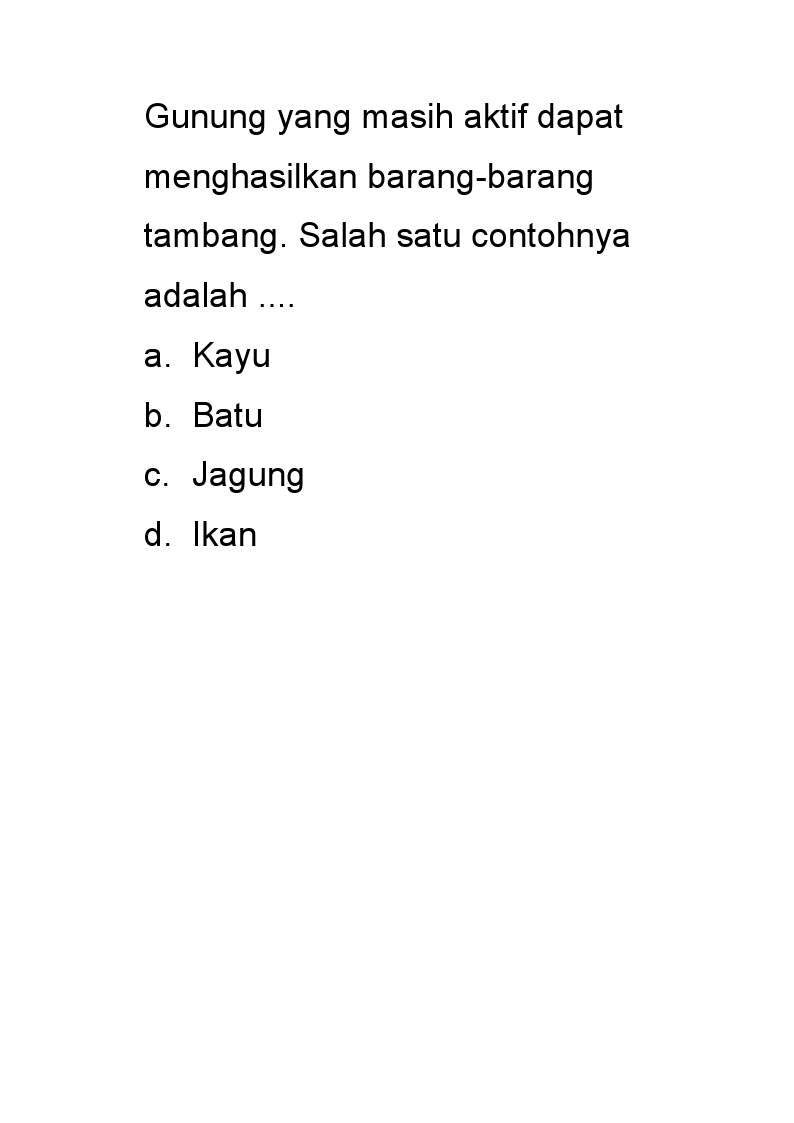 Gunung yang masih aktif dapat
menghasilkan barang-barang
tambang. Salah satu contohnya
adalah ....
a. Kayu
b. Batu
c. Jagung
d. Ikan